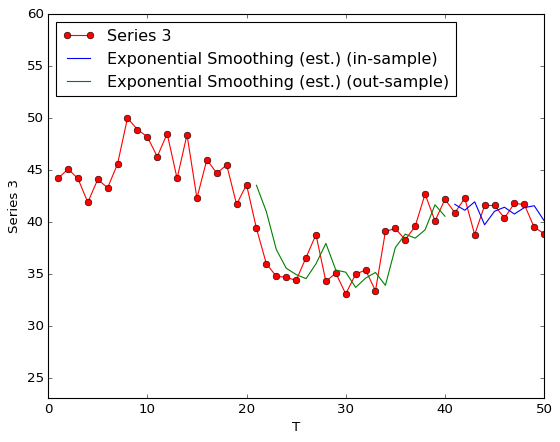 60
55
50
45
40
35
30
25
Series 3
Series 3
Exponential Smoothing (est.) (in-sample)
Exponential Smoothing (est.) (out-sample)
0 10 20 30 40 50
T